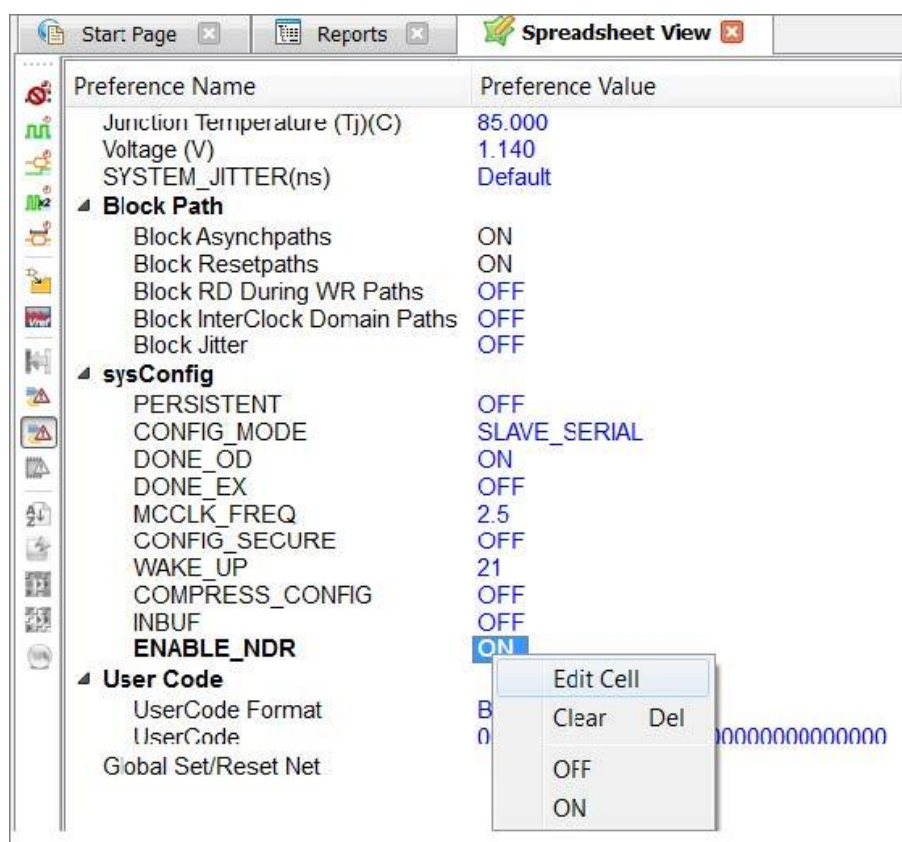 Start Page Reports Spreadsheet View
Preference Name Preference Value
Junction Temperature (Tj)(C) 85.000
Voltage (V) 1.140
SYSTEM_JITTER(ns) Default
Block Path
Block Asynchpaths ON
Block Resetpaths ON
Block RD During WR Paths OFF
Block InterClock Domain Paths OFF
Block Jitter OFF
sysConfig
PERSISTENT OFF
CONFIG_MODE SLAVE_SERIAL
DONE_OD ON
DONE_EX OFF
MCCLK_FREQ 2.5
CONFIG_SECURE OFF
WAKE_UP 21
COMPRESS_CONFIG OFF
INBUF OFF
ENABLE_NDR ON
Edit Cell
User Code
Clear Del
UserCode Format B
UserCode 0 00000000000000
Global Set/Reset Net
OFF
ON